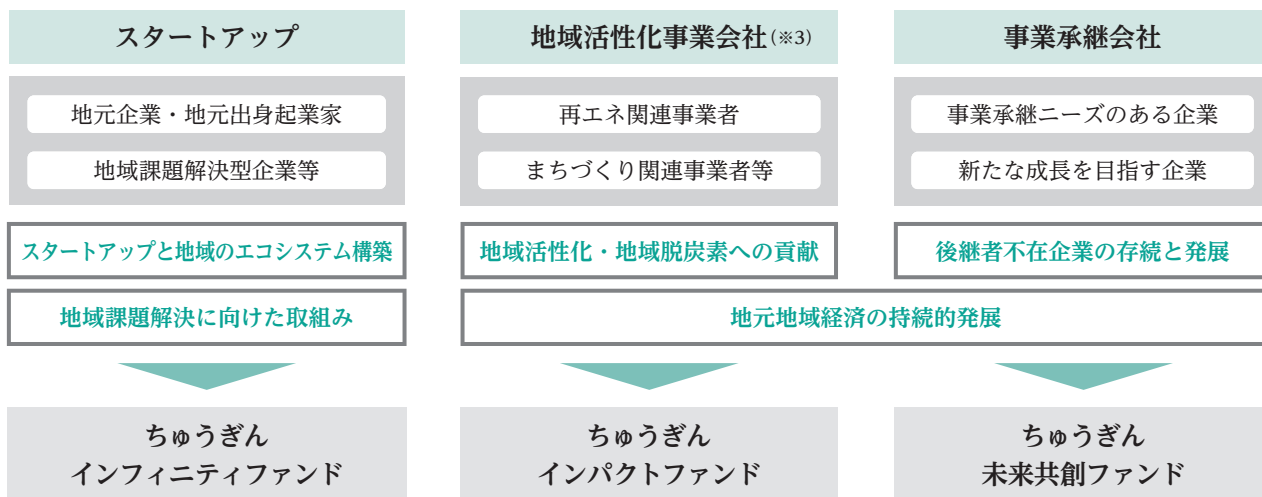 スタートアップ
地元企業・地元出身起業家
地域課題解決型企業等
スタートアップと地域のエコシステム構築
地域課題解決に向けた取組み
ちゅうぎん
インフィニティファンド
地域活性化事業会社(※3)
再エネ関連事業者
まちづくり関連事業者等
地域活性化・地域脱炭素への貢献
事業承継会社
事業承継ニーズのある企業
新たな成長を目指す企業
後継者不在企業の存続と発展
地元地域経済の持続的発展
ちゅうぎん
インパクトファンド
ちゅうぎん
未来共創ファンド